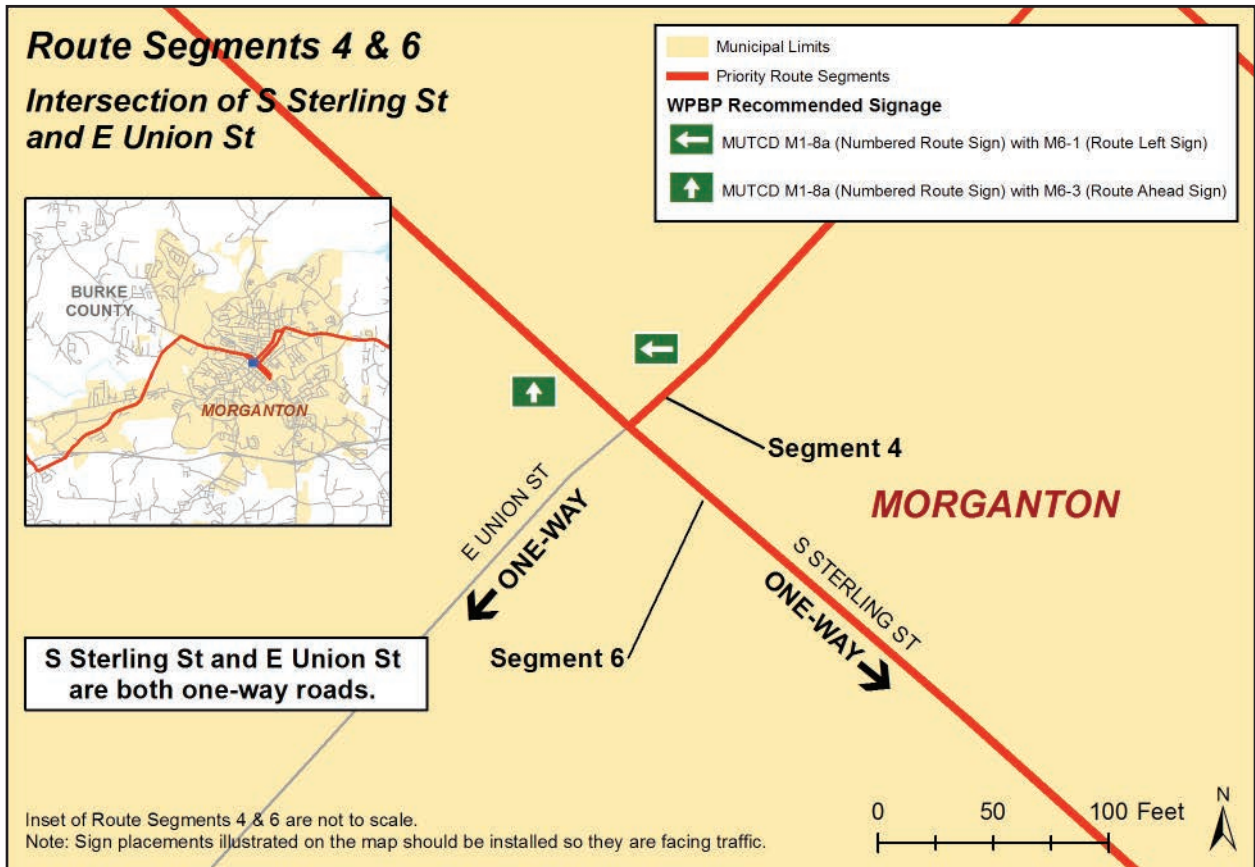 Route Segments 4 & 6
Intersection of S Sterling St
and E Union St
Municipal Limits
Priority Route Segments
WPBP Recommended Signage
MUTCD M1-8a (Numbered Route Sign) with M6-1 (Route Left Sign)
MUTCD M1-8a (Numbered Route Sign) with M6-3 (Route Ahead Sign)
BURKE
COUNTY
MORGANTON
Segment 4
MORGANTON
E UNION ST
ONE-WAY
S STERLING ST
ONE-WAY
Segment 6
S Sterling St and E Union St
are both one-way roads.
Inset of Route Segments 4 & 6 are not to scale.
Note: Sign placements illustrated on the map should be installed so they are facing traffic.
0 50 100 Feet
N